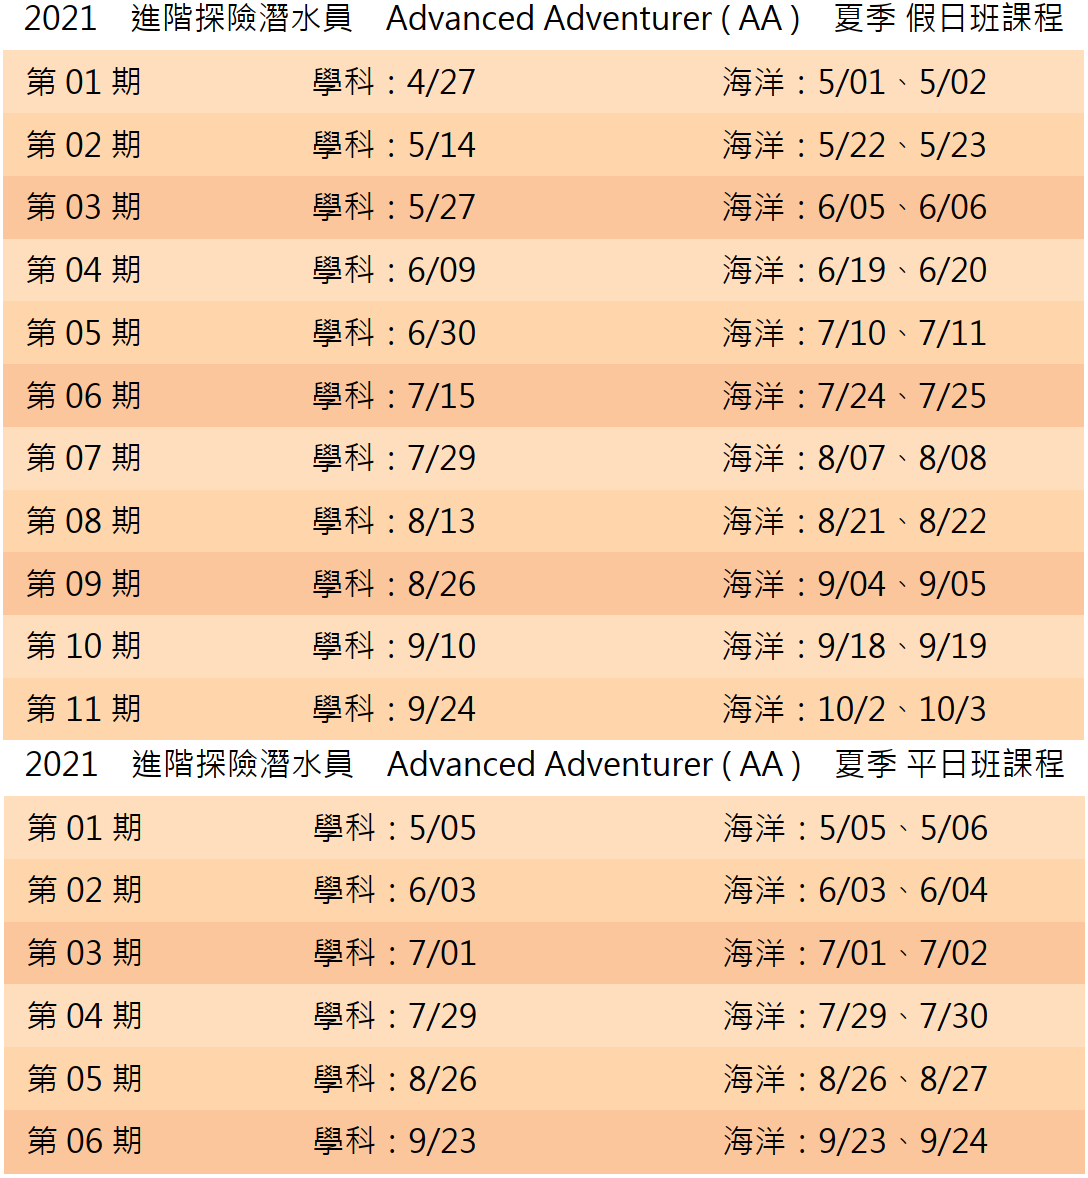 2021 進階探險潛水員 Advanced Adventurer ( AA ) 夏季 假日班課程
第 01 期 學科：4/27 海洋：5/01、5/02
第 02 期 學科：5/14 海洋：5/22、5/23
第 03 期 學科：5/27 海洋：6/05、6/06
第 04 期 學科：6/09 海洋：6/19、6/20
第 05 期 學科：6/30 海洋：7/10、7/11
第 06 期 學科：7/15 海洋：7/24、7/25
第 07 期 學科：7/29 海洋：8/07、8/08
第 08 期 學科：8/13 海洋：8/21、8/22
第 09 期 學科：8/26 海洋：9/04、9/05
第 10 期 學科：9/10 海洋：9/18、9/19
第 11 期 學科：9/24 海洋：10/2、10/3
2021 進階探險潛水員 Advanced Adventurer ( AA ) 夏季 平日班課程
第 01 期 學科：5/05 海洋：5/05、5/06
第 02 期 學科：6/03 海洋：6/03、6/04
第 03 期 學科：7/01 海洋：7/01、7/02
第 04 期 學科：7/29 海洋：7/29、7/30
第 05 期 學科：8/26 海洋：8/26、8/27
第 06 期 學科：9/23 海洋：9/23、9/24